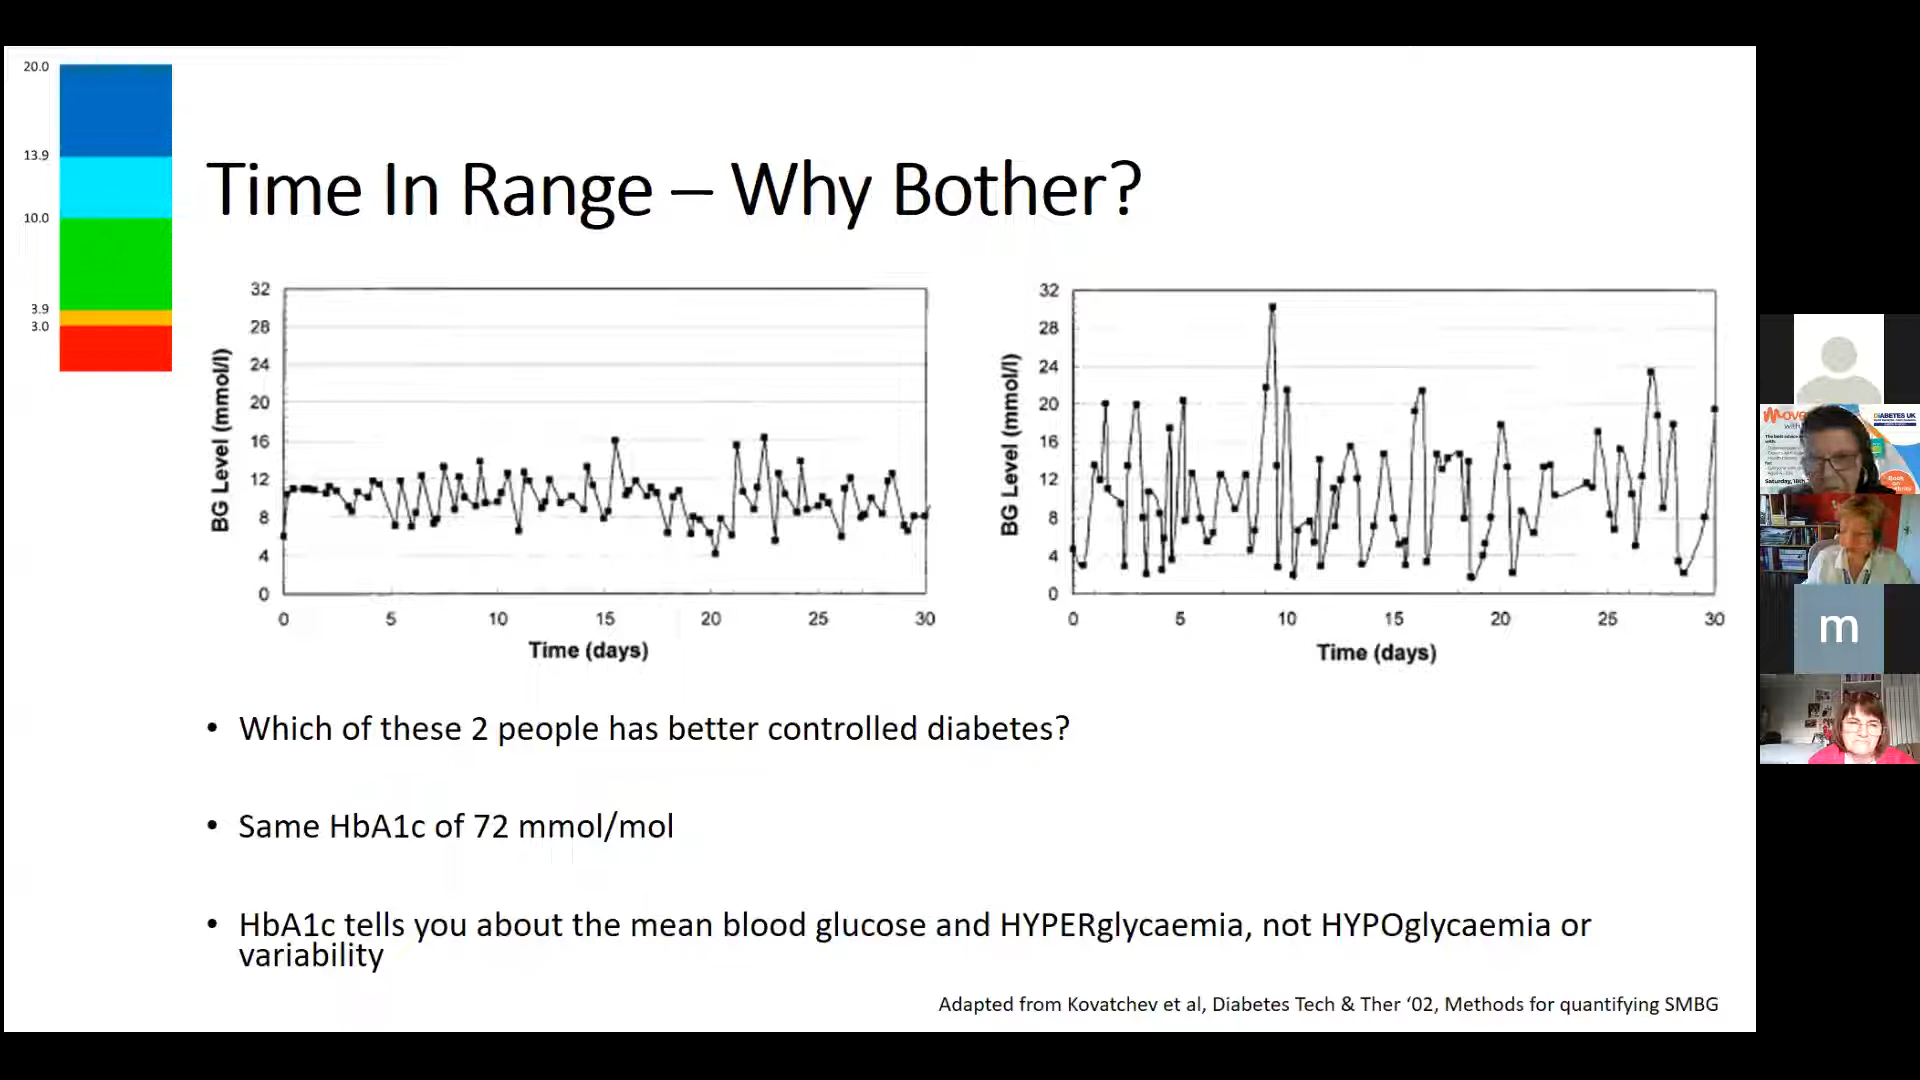 20.0
13.9
10.0
3.9
3.0
Time In Range – Why Bother?
32
28
24
20
16
12
8
4
0
BG Level (mmol/l)
0 5 10 15 20 25 30
Time (days)
32
28
24
20
16
12
8
4
0
BG Level (mmol/l)
0 5 10 15 20 25 30
Time (days)
• Which of these 2 people has better controlled diabetes?
• Same HbA1c of 72 mmol/mol
• HbA1c tells you about the mean blood glucose and HYPERglycaemia, not HYPOglycaemia or
variability
Adapted from Kovatchev et al, Diabetes Tech & Ther ‘02, Methods for quantifying SMBG
DIABETES UK
m